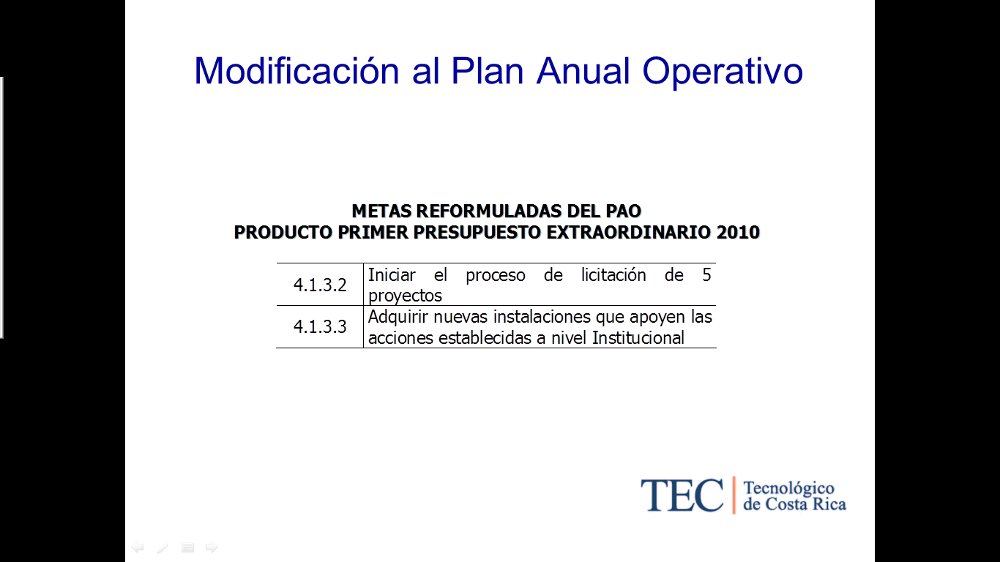 Modificación al Plan Anual Operativo
METAS REFORMULADAS DEL PAO
PRODUCTO PRIMER PRESUPUESTO EXTRAORDINARIO 2010
4.1.3.2
Iniciar el proceso de licitación de 5
proyectos
4.1.3.3
Adquirir nuevas instalaciones que apoyen las
acciones establecidas a nivel Institucional
TEC
Tecnológico
de Costa Rica